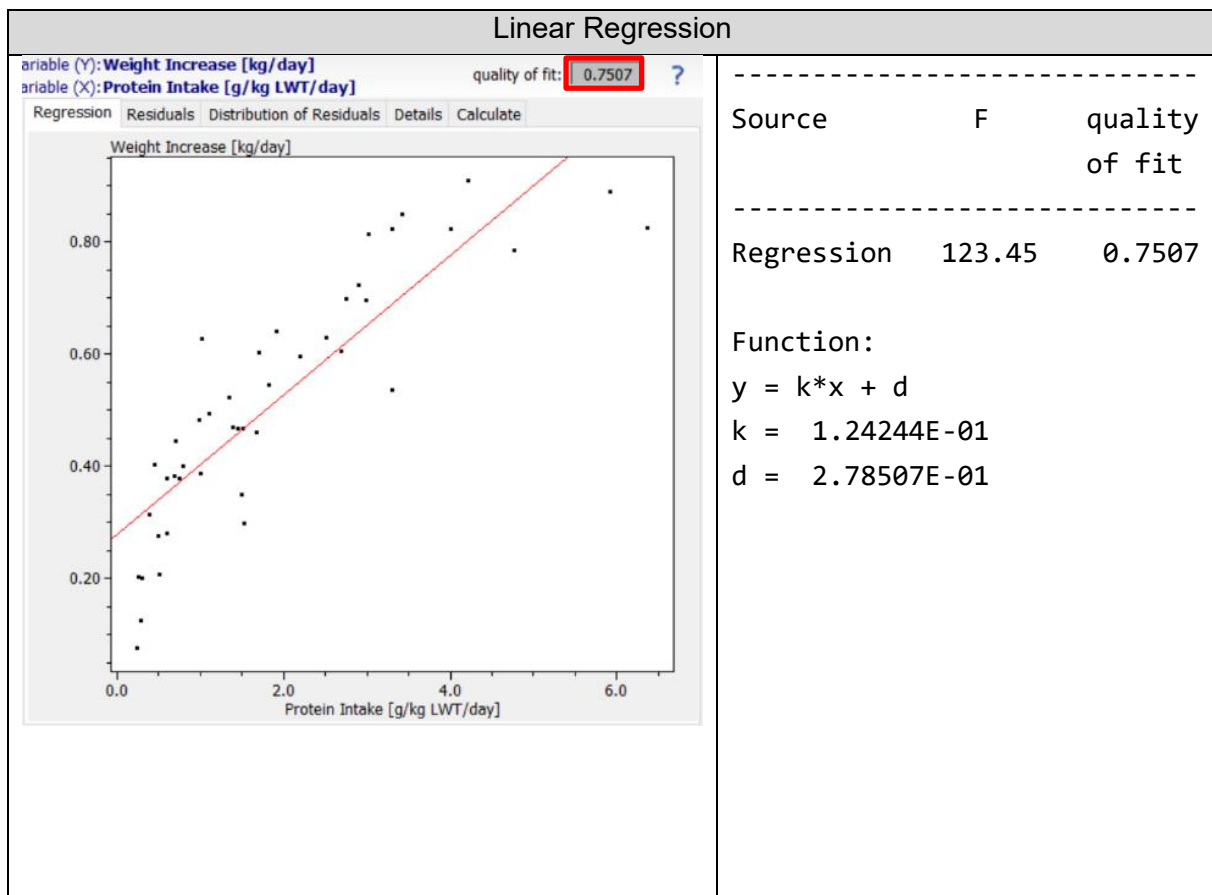 Linear Regression
ariable (Y): Weight Increase [kg/day]
quality of fit: 0.7507 ?
ariable (X): Protein Intake [g/kg LWT/day]
Regression Residuals Distribution of Residuals Details Calculate
Weight Increase [kg/day]
0.80
0.60
0.40
0.20
0.0 2.0 4.0 6.0
Protein Intake [g/kg LWT/day]
-----------------------------
Source F quality
of fit
-----------------------------
Regression 123.45 0.7507
Function:
y = k*x + d
k = 1.24244E-01
d = 2.78507E-01